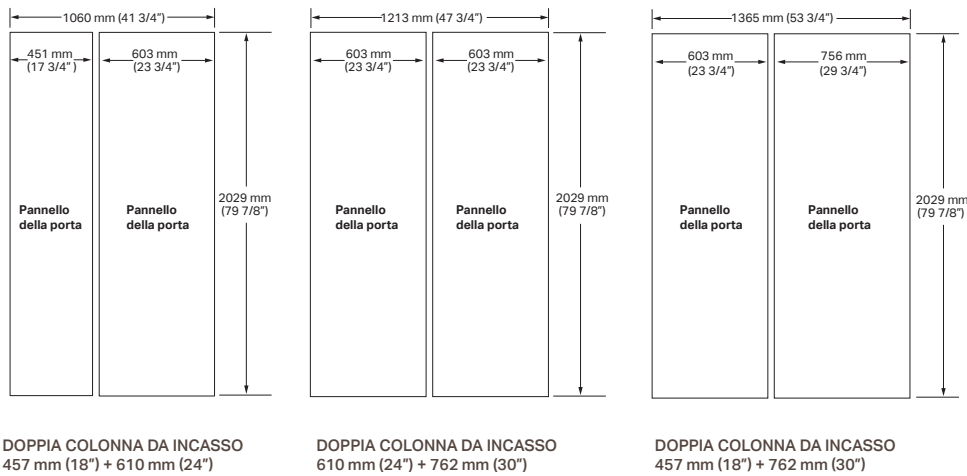 1060 mm (41 3/4”)
451 mm
(17 3/4”)
603 mm
(23 3/4”)
2029 mm
(79 7/8”)
Pannello
della porta
Pannello
della porta
DOPPIA COLONNA DA INCASSO
457 mm (18”) + 610 mm (24”)
1213 mm (47 3/4”)
603 mm
(23 3/4”)
603 mm
(23 3/4”)
2029 mm
(79 7/8”)
Pannello
della porta
Pannello
della porta
DOPPIA COLONNA DA INCASSO
610 mm (24”) + 762 mm (30”)
1365 mm (53 3/4”)
603 mm
(23 3/4”)
756 mm
(29 3/4”)
2029 mm
(79 7/8”)
Pannello
della porta
Pannello
della porta
DOPPIA COLONNA DA INCASSO
457 mm (18”) + 762 mm (30”)